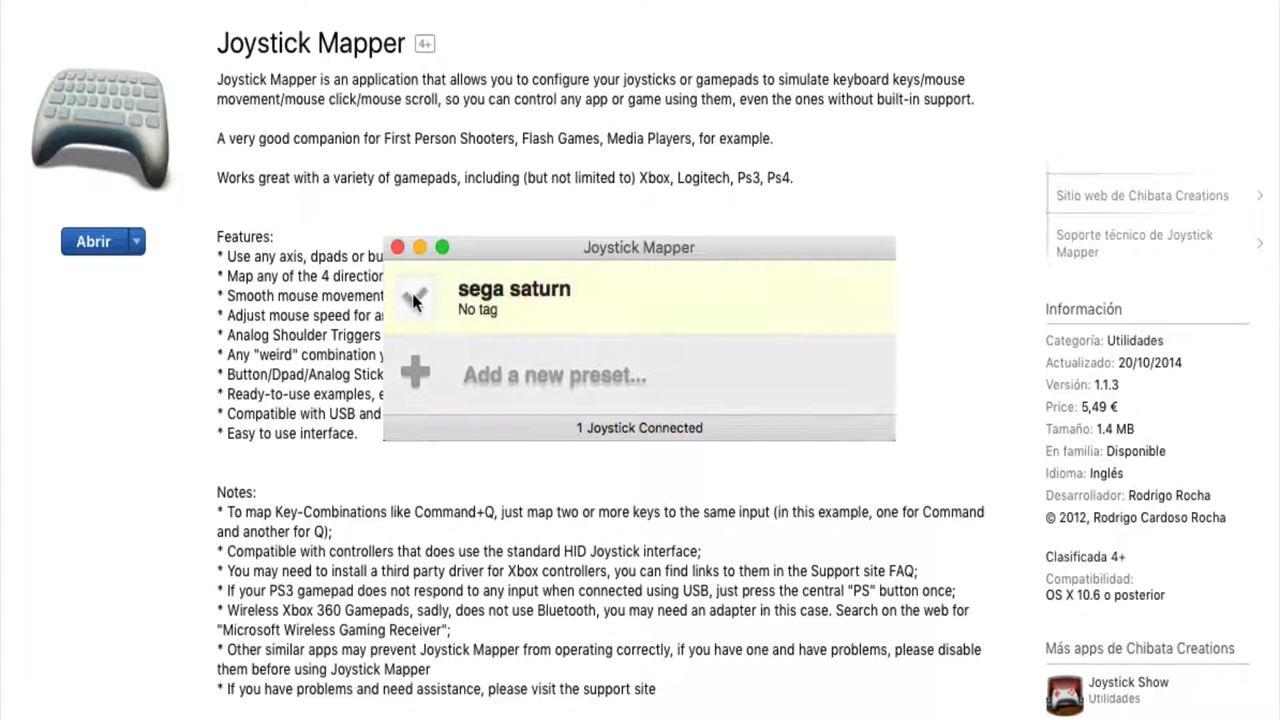 Joystick Mapper 4+
Joystick Mapper is an application that allows you to configure your joysticks or gamepads to simulate keyboard keys/mouse
movement/mouse click/mouse scroll, so you can control any app or game using them, even the ones without built-in support.
A very good companion for First Person Shooters, Flash Games, Media Players, for example.
Works great with a variety of gamepads, including (but not limited to) Xbox, Logitech, Ps3, Ps4.
Abrir
Features:
* Use any axis, dpads or bu
* Map any of the 4 direction
* Smooth mouse movement
* Adjust mouse speed for a
* Analog Shoulder Triggers
* Any "weird" combination y
* Button/Dpad/Analog Stick
* Ready-to-use examples, e
* Compatible with USB and
* Easy to use interface.
Joystick Mapper
sega saturn
No tag
Add a new preset...
1 Joystick Connected
Notes:
* To map Key-Combinations like Command+Q, just map two or more keys to the same input (in this example, one for Command
and another for Q);
* Compatible with controllers that does use the standard HID Joystick interface;
* You may need to install a third party driver for Xbox controllers, you can find links to them in the Support site FAQ;
* If your PS3 gamepad does not respond to any input when connected using USB, just press the central "PS" button once;
* Wireless Xbox 360 Gamepads, sadly, does not use Bluetooth, you may need an adapter in this case. Search on the web for
"Microsoft Wireless Gaming Receiver";
* Other similar apps may prevent Joystick Mapper from operating correctly, if you have one and have problems, please disable
them before using Joystick Mapper
* If you have problems and need assistance, please visit the support site
Sitio web de Chibata Creations
Soporte técnico de Joystick
Mapper
Información
Categoría: Utilidades
Actualizado: 20/10/2014
Versión: 1.1.3
Price: 5,49 €
Tamaño: 1.4 MB
En familia: Disponible
Idioma: Inglés
Desarrollador: Rodrigo Rocha
© 2012, Rodrigo Cardoso Rocha
Clasificada 4+
Compatibilidad:
OS X 10.6 o posterior
Más apps de Chibata Creations
Joystick Show
Utilidades